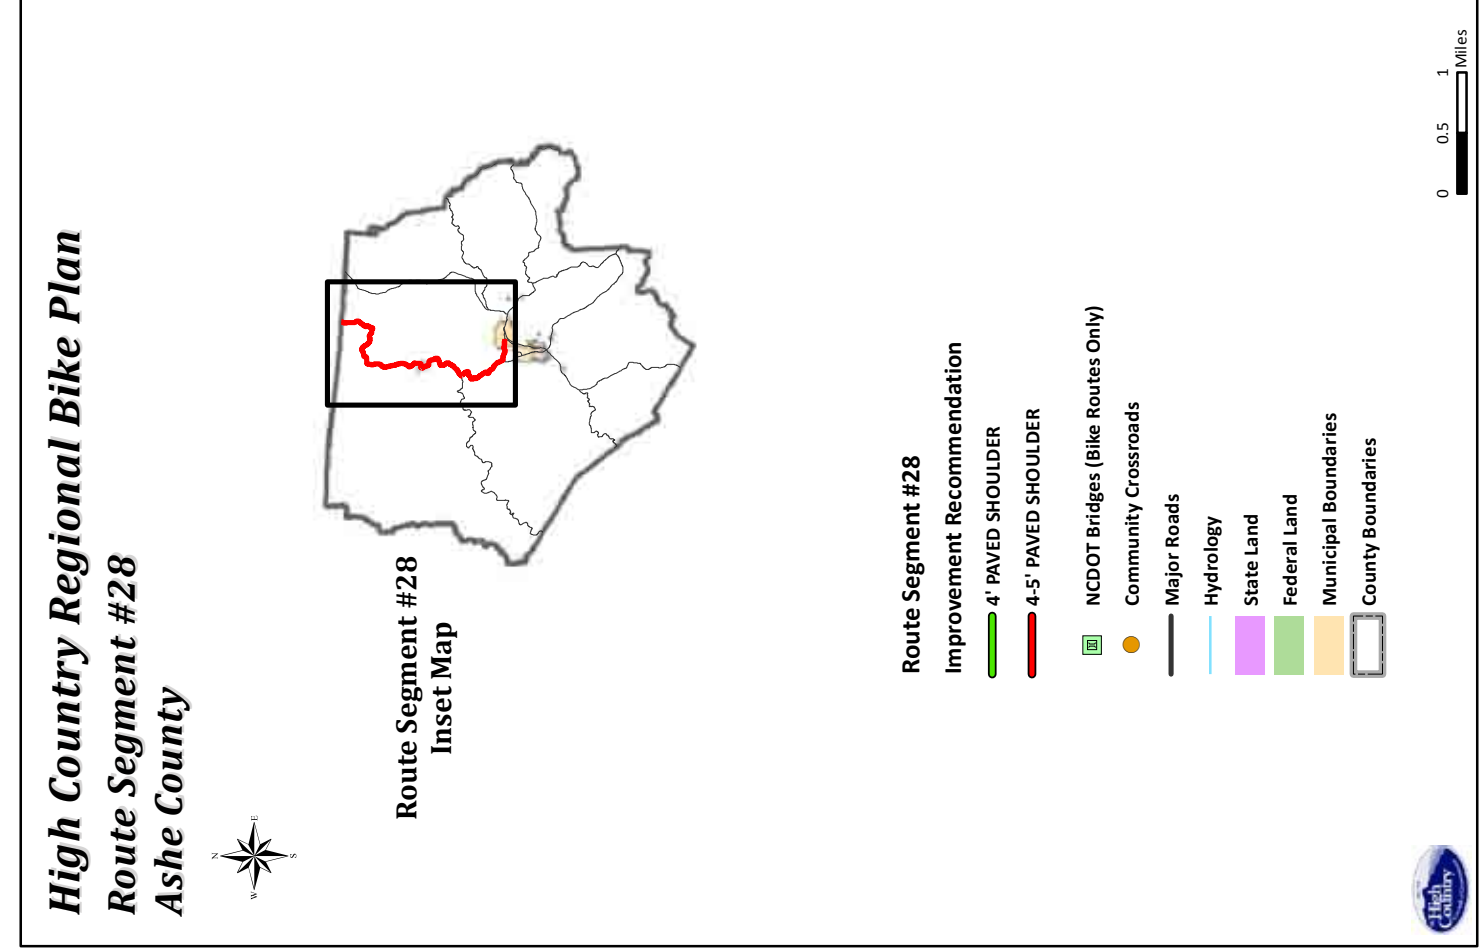 High Country Regional Bike Plan
Route Segment #28
Ashe County
N
W
E
S
Route Segment #28
Inset Map
Route Segment #28
Improvement Recommendation
4' PAVED SHOULDER
4-5' PAVED SHOULDER
NCDOT Bridges (Bike Routes Only)
Community Crossroads
Major Roads
Hydrology
State Land
Federal Land
Municipal Boundaries
County Boundaries
High
Country
0 0.5 1
Miles